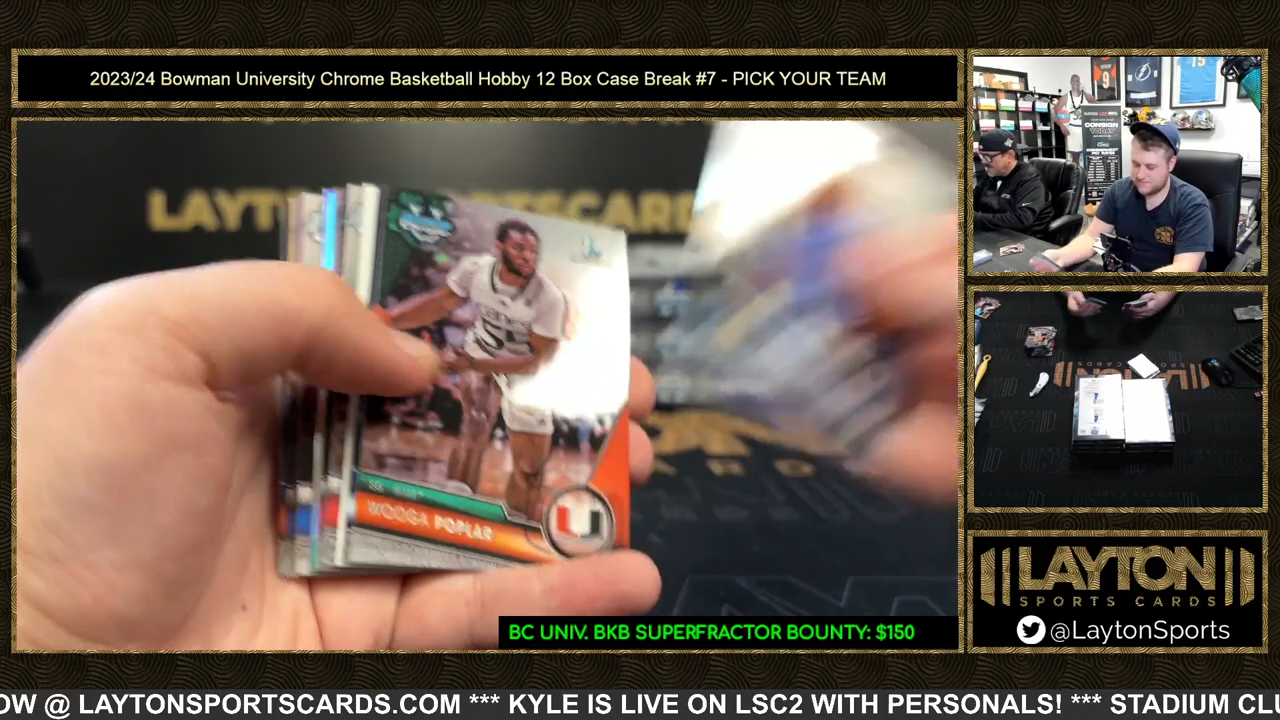 2023/24 Bowman University Chrome Basketball Hobby 12 Box Case Break #7 - PICK YOUR TEAM
CONSIGN
TODAY
WOOGA POPLAR
U
BC UNIV. BKB SUPERFRACTOR BOUNTY: $150
LAYTON
SPORTS CARDS
@LaytonSports
OW @ LAYTONSPORTSCARDS.COM *** KYLE IS LIVE ON LSC2 WITH PERSONALS! *** STADIUM CLU